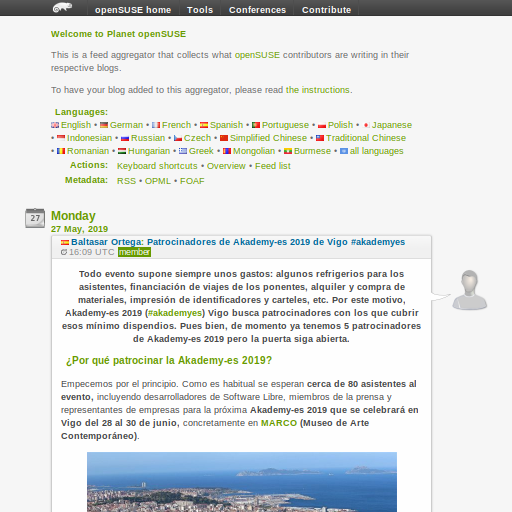 openSUSE home Tools Conferences Contribute
Welcome to Planet openSUSE
This is a feed aggregator that collects what openSUSE contributors are writing in their
respective blogs.
To have your blog added to this aggregator, please read the instructions.
Languages:
English • German • French • Spanish • Portuguese • Polish • Japanese
• Indonesian • Russian • Czech • Simplified Chinese • Traditional Chinese
• Romanian • Hungarian • Greek • Mongolian • Burmese • all languages
Actions: Keyboard shortcuts • Overview • Feed list
Metadata: RSS • OPML • FOAF
27 Monday
27 May, 2019
Baltasar Ortega: Patrocinadores de Akademy-es 2019 de Vigo #akademyes
16:09 UTC member
Todo evento supone siempre unos gastos: algunos refrigerios para los
asistentes, financiación de viajes de los ponentes, alquiler y compra de
materiales, impresión de identificadores y carteles, etc. Por este motivo,
Akademy-es 2019 (#akademyes) Vigo busca patrocinadores con los que cubrir
esos mínimo dispendios. Pues bien, de momento ya tenemos 5 patrocinadores
de Akademy-es 2019 pero la puerta siga abierta.
¿Por qué patrocinar la Akademy-es 2019?
Empecemos por el principio. Como es habitual se esperan cerca de 80 asistentes al
evento, incluyendo desarrolladores de Software Libre, miembros de la prensa y
representantes de empresas para la próxima Akademy-es 2019 que se celebrará en
Vigo del 28 al 30 de junio, concretamente en MARCO (Museo de Arte
Contemporáneo).